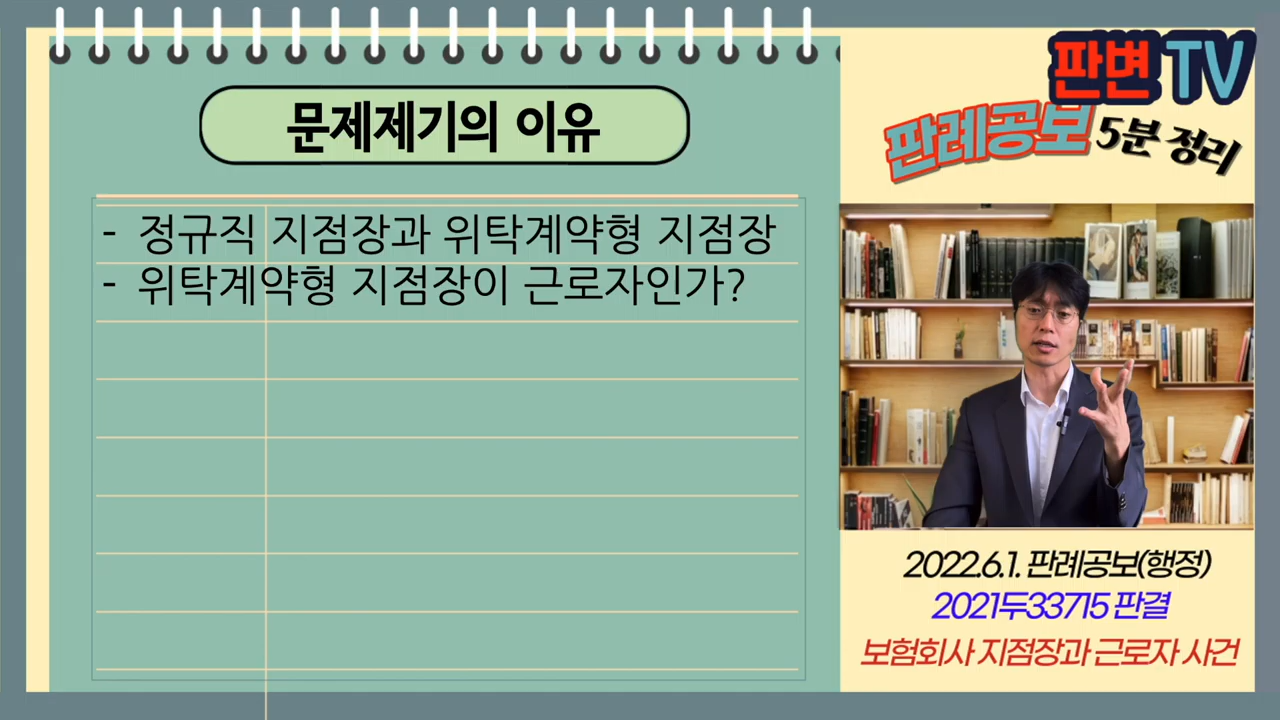 문제제기의 이유
- 정규직 지점장과 위탁계약형 지점장
- 위탁계약형 지점장이 근로자인가?
판변 TV
판례공보 5분 정리
2022.6.1. 판례공보(행정)
2021두33715 판결
보험회사 지점장과 근로자 사건